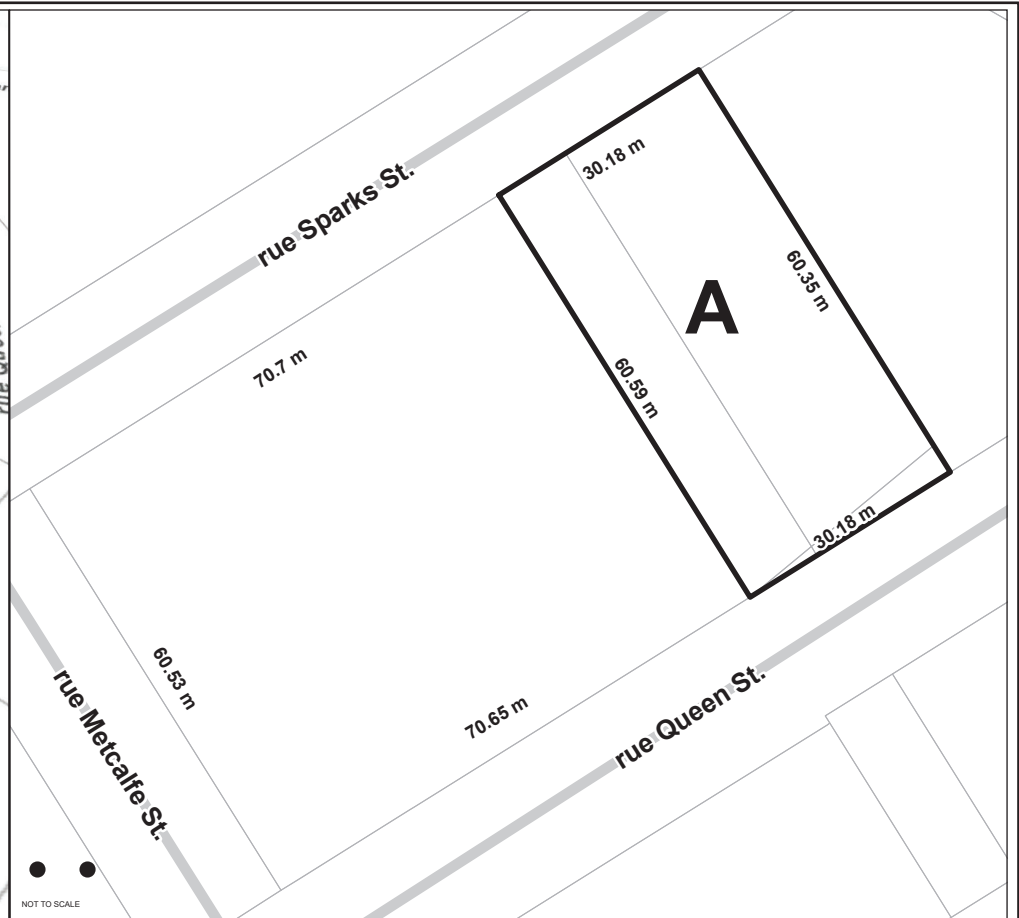 rue Sparks St.
30.18 m
60.35 m
A
70.7 m
60.59 m
30.18 m
60.53 m
70.65 m
rue Queen St.
rue Metcalfe St.
NOT TO SCALE